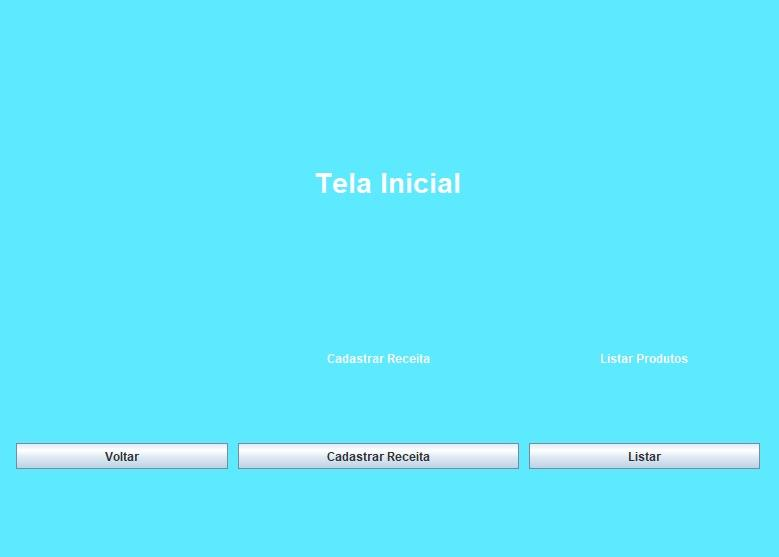 Tela Inicial
Cadastrar Receita
Listar Produtos
Voltar
Cadastrar Receita
Listar